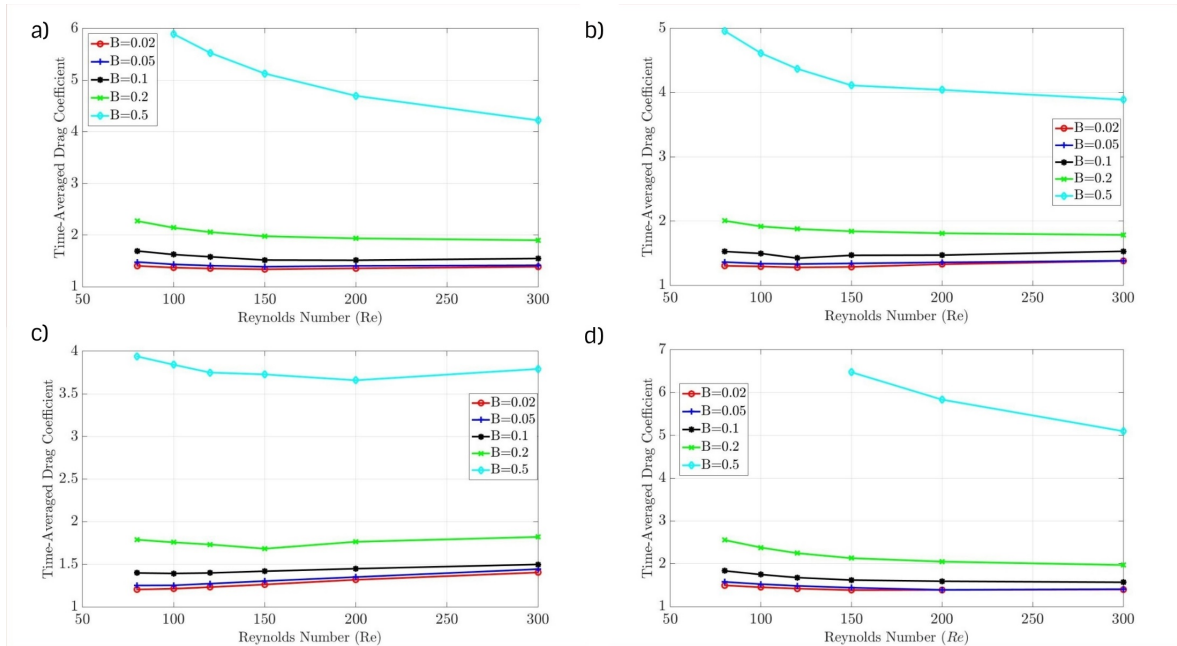 a)
Time-Averaged Drag Coefficient
6
5
4
3
2
1
B=0.02
B=0.05
B=0.1
B=0.2
B=0.5
50 100 150 200 250 300
Reynolds Number (Re)
b)
Time-Averaged Drag Coefficient
5
4
3
2
1
B=0.02
B=0.05
B=0.1
B=0.2
B=0.5
50 100 150 200 250 300
Reynolds Number (Re)
c)
Time-Averaged Drag Coefficient
4
3.5
3
2.5
2
1.5
1
B=0.02
B=0.05
B=0.1
B=0.2
B=0.5
50 100 150 200 250 300
Reynolds Number (Re)
d)
Time-Averaged Drag Coefficient
7
6
5
4
3
2
1
B=0.02
B=0.05
B=0.1
B=0.2
B=0.5
50 100 150 200 250 300
Reynolds Number (Re)